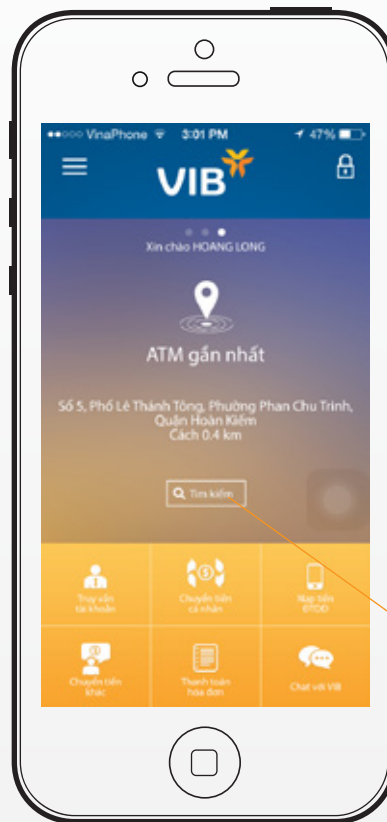 VinaPhone 3:01 PM 47%
VIB
Xin chào HOANG LONG
ATM gần nhất
Số 5, Phố Lê Thánh Tông, Phường Phan Chu Trinh,
Quận Hoàn Kiếm
Cách 0.4 km
Tìm kiếm
Truy vấn
tài khoản
Chuyển tiền
cá nhân
Nạp tiền
ĐTDĐ
Chuyển tiền
khác
Thanh toán
hóa đơn
Chat với VIB